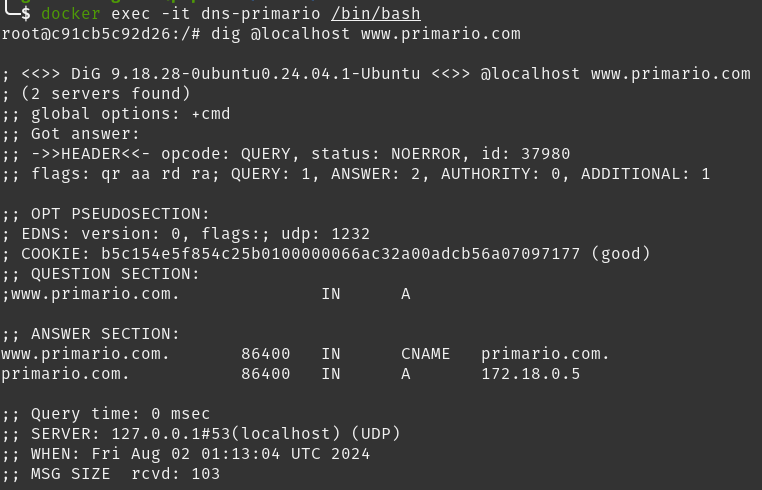 $ docker exec -it dns-primario /bin/bash
root@c91cb5c92d26:/# dig @localhost www.primario.com
; <<>> DiG 9.18.28-0ubuntu0.24.04.1-Ubuntu <<>> @localhost www.primario.com
; (2 servers found)
;; global options: +cmd
;; Got answer:
;; ->>HEADER<<- opcode: QUERY, status: NOERROR, id: 37980
;; flags: qr aa rd ra; QUERY: 1, ANSWER: 2, AUTHORITY: 0, ADDITIONAL: 1
;; OPT PSEUDOSECTION:
; EDNS: version: 0, flags:; udp: 1232
; COOKIE: b5c154e5f854c25b0100000066ac32a00adcb56a07097177 (good)
;; QUESTION SECTION:
;www.primario.com. IN A
;; ANSWER SECTION:
www.primario.com. 86400 IN CNAME primario.com.
primario.com. 86400 IN A 172.18.0.5
;; Query time: 0 msec
;; SERVER: 127.0.0.1#53(localhost) (UDP)
;; WHEN: Fri Aug 02 01:13:04 UTC 2024
;; MSG SIZE rcvd: 103